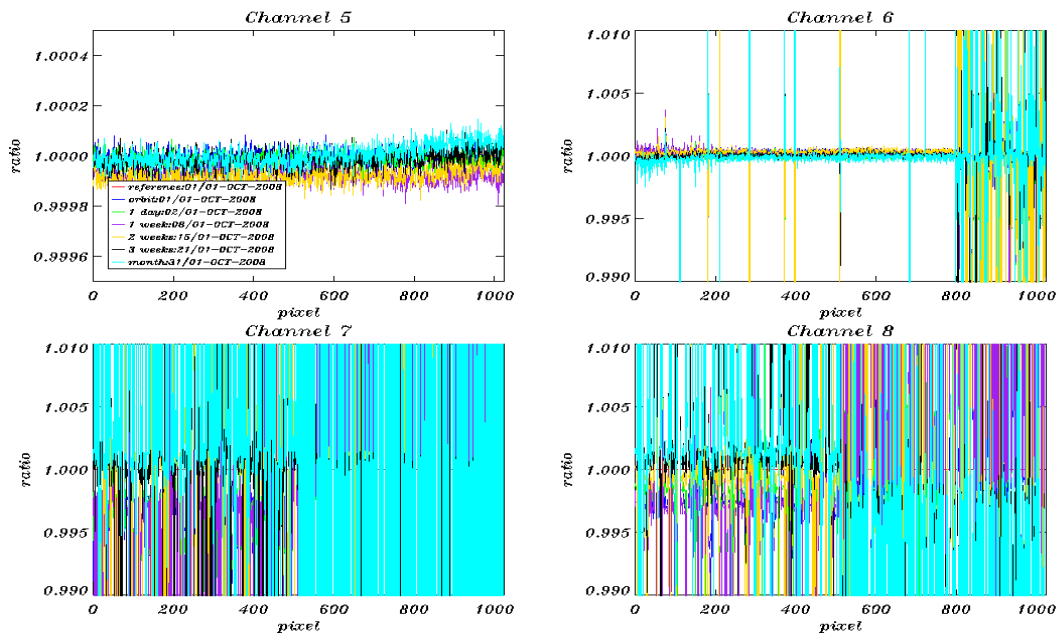 Channel 5
Channel 6
1.0004
1.0002
1.0000
0.9998
0.9996
ratio
reference:01/01-OCT-2008
orbit:01/01-OCT-2008
1 day:02/01-OCT-2008
1 week:08/01-OCT-2008
2 weeks:15/01-OCT-2008
3 weeks:21/01-OCT-2008
month:31/01-OCT-2008
0 200 400 600 800 1000
pixel
1.010
1.005
1.000
0.995
0.990
ratio
0 200 400 600 800 1000
pixel
Channel 7
Channel 8
1.010
1.005
1.000
0.995
0.990
ratio
0 200 400 600 800 1000
pixel
1.010
1.005
1.000
0.995
0.990
ratio
0 200 400 600 800 1000
pixel